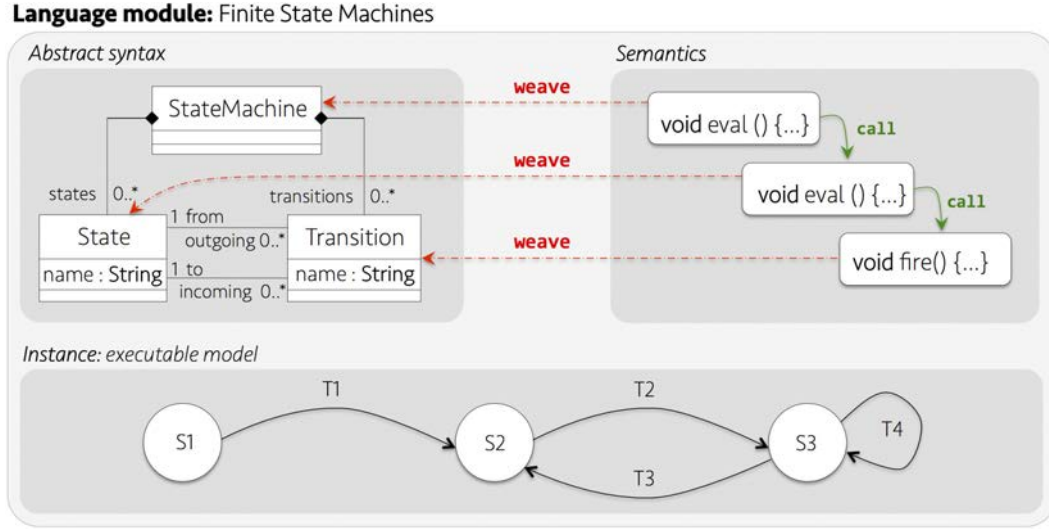 Language module: Finite State Machines
Abstract syntax
Semantics
StateMachine
weave
void eval () {...}
call
states 0..*
transitions 0..*
weave
void eval () {...}
call
State
1 from
outgoing 0..*
Transition
weave
void fire() {...}
name : String
1 to
incoming 0..*
name : String
Instance: executable model
T1
T2
S1
S2
S3
T4
T3